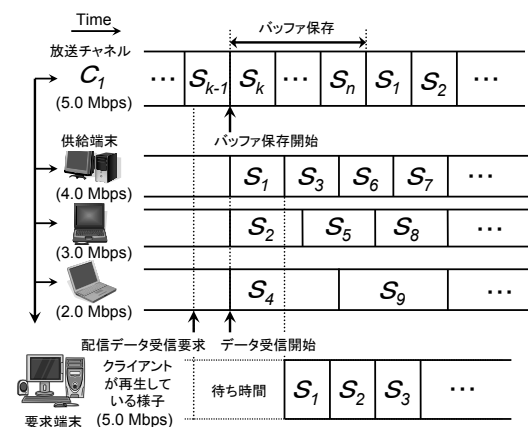 Time
バッファ保存
放送チャネル
C1
(5.0 Mbps)
… Sk-1 Sk … Sn S1 S2 …
バッファ保存開始
供給端末
(4.0 Mbps)
S1 S3 S6 S7 …
(3.0 Mbps)
S2 S5 S8 …
(2.0 Mbps)
S4 S9 …
配信データ受信要求 データ受信開始
クライアント
が再生して
いる様子
(5.0 Mbps)
要求端末
待ち時間
S1 S2 S3 …